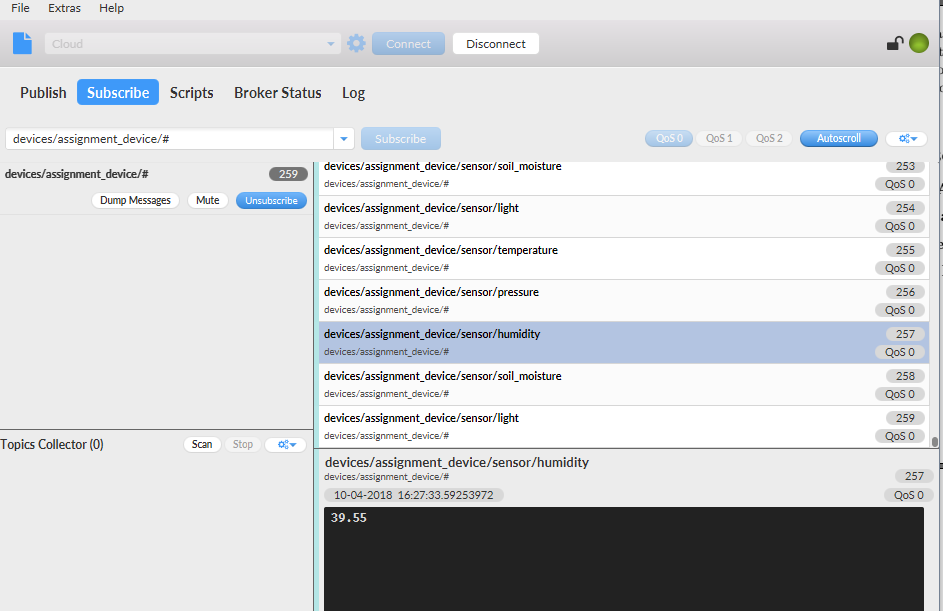 File Extras Help
Cloud Connect Disconnect
Publish Subscribe Scripts Broker Status Log
devices/assignment_device/# Subscribe QoS 0 QoS 1 QoS 2 Autoscroll
devices/assignment_device/# 259
Dump Messages Mute Unsubscribe
devices/assignment_device/sensor/soil_moisture 253
devices/assignment_device/# QoS 0
devices/assignment_device/sensor/light 254
devices/assignment_device/# QoS 0
devices/assignment_device/sensor/temperature 255
devices/assignment_device/# QoS 0
devices/assignment_device/sensor/pressure 256
devices/assignment_device/# QoS 0
devices/assignment_device/sensor/humidity 257
devices/assignment_device/# QoS 0
devices/assignment_device/sensor/soil_moisture 258
devices/assignment_device/# QoS 0
devices/assignment_device/sensor/light 259
devices/assignment_device/# QoS 0
Topics Collector (0) Scan Stop
devices/assignment_device/sensor/humidity
devices/assignment_device/# 257
10-04-2018 16:27:33.59253972 QoS 0
39.55